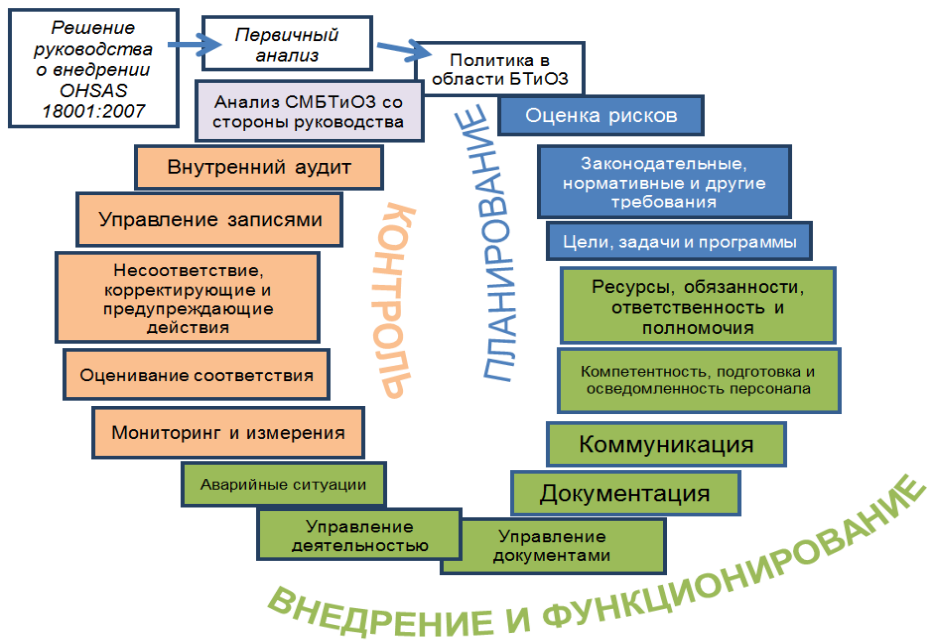 Решение
руководства
о внедрении
OHSAS
18001:2007
Первичный
анализ
Политика в
области БТиОЗ
Оценка рисков
Законодательные,
нормативные и другие
требования
Цели, задачи и программы
Ресурсы, обязанности,
ответственность и
полномочия
Компетентность, подготовка и
осведомленность персонала
Коммуникация
Документация
Управление
документами
Управление
деятельностью
Аварийные ситуации
Мониторинг и измерения
Оценивание соответствия
Несоответствие,
корректирующие и
предупреждающие
действия
Управление записями
Внутренний аудит
Анализ СМБТиОЗ со
стороны руководства
ПЛАНИРОВАНИЕ
КОНТРОЛЬ
ВНЕДРЕНИЕ И ФУНКЦИОНИРОВАНИЕ